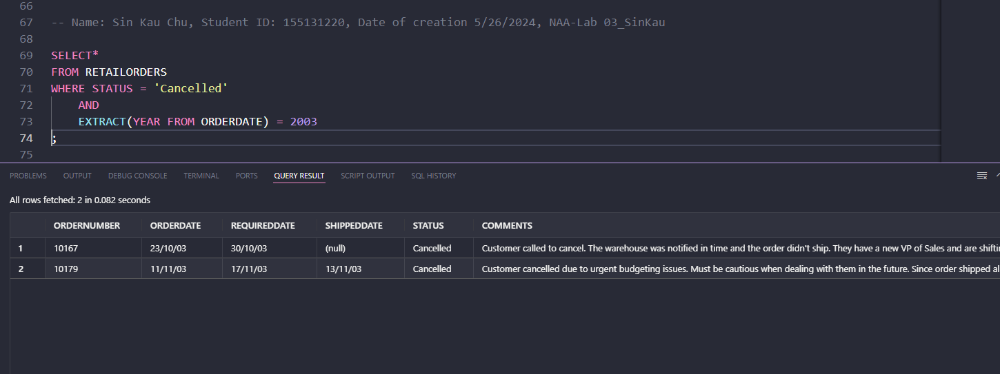 66
67 -- Name: Sin Kau Chu, Student ID: 155131220, Date of creation 5/26/2024, NAA-Lab 03_SinKau
68
69 SELECT*
70 FROM RETAILORDERS
71 WHERE STATUS = 'Cancelled'
72 AND
73 EXTRACT(YEAR FROM ORDERDATE) = 2003
74 ;
75
PROBLEMS OUTPUT DEBUG CONSOLE TERMINAL PORTS QUERY RESULT SCRIPT OUTPUT SQL HISTORY
All rows fetched: 2 in 0.082 seconds
ORDERNUMBER ORDERDATE REQUIREDDATE SHIPPEDDATE STATUS COMMENTS
1 10167 23/10/03 30/10/03 (null) Cancelled Customer called to cancel. The warehouse was notified in time and the order didn't ship. They have a new VP of Sales and are shiftin
2 10179 11/11/03 17/11/03 13/11/03 Cancelled Customer cancelled due to urgent budgeting issues. Must be cautious when dealing with them in the future. Since order shipped al